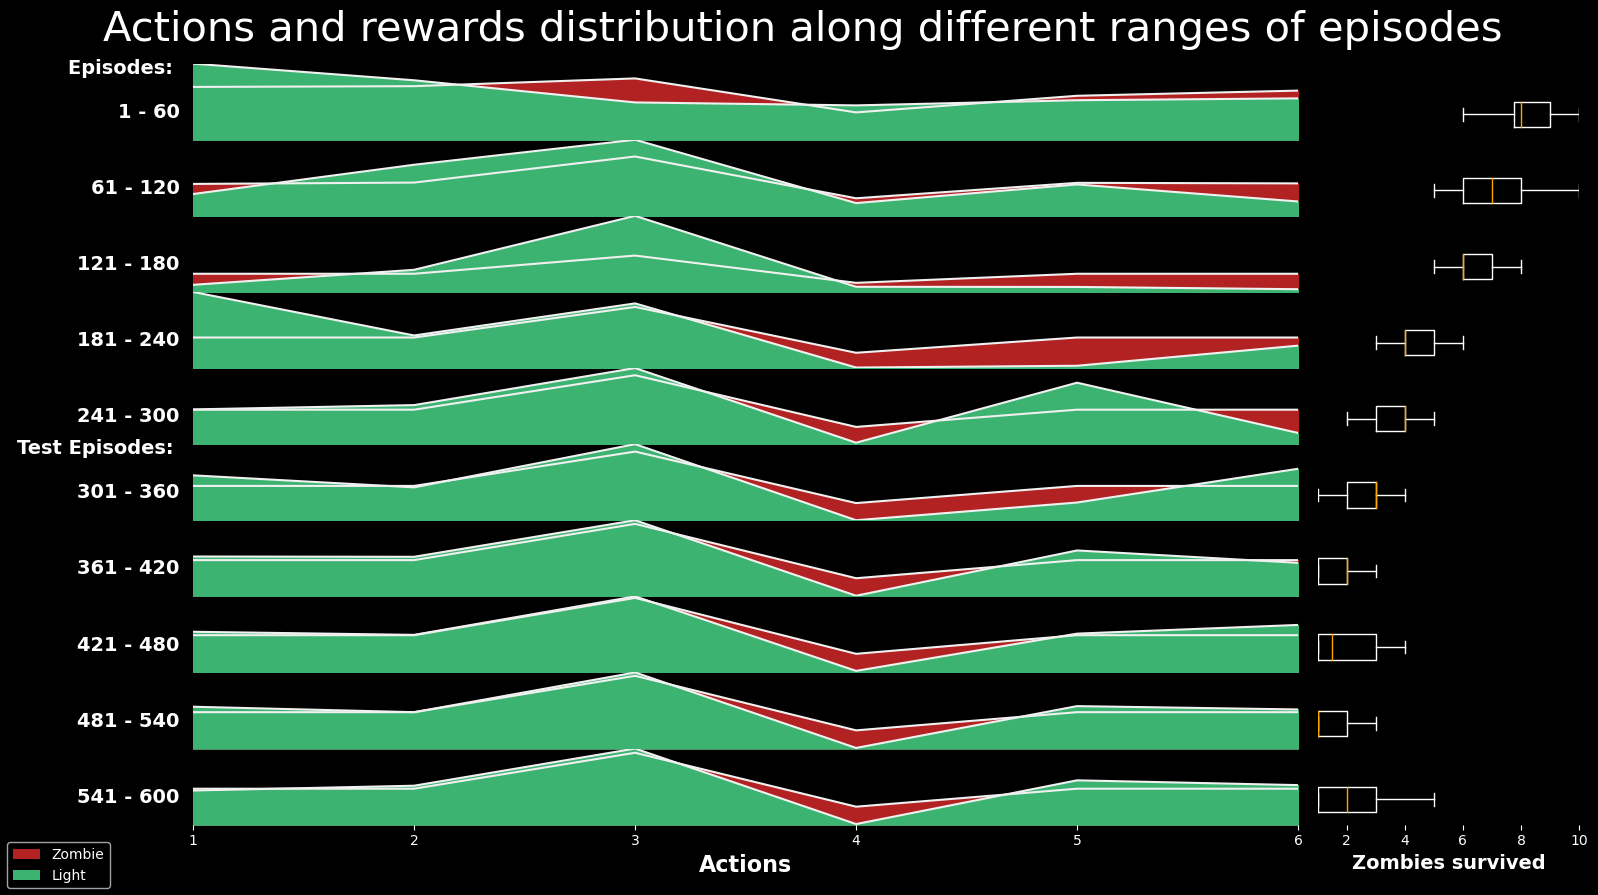 Actions and rewards distribution along different ranges of episodes
Episodes:
1 - 60
61 - 120
121 - 180
181 - 240
241 - 300
Test Episodes:
301 - 360
361 - 420
421 - 480
481 - 540
541 - 600
1 2 3 4 5 6 2 4 6 8 10
Actions Zombies survived
Zombie
Light